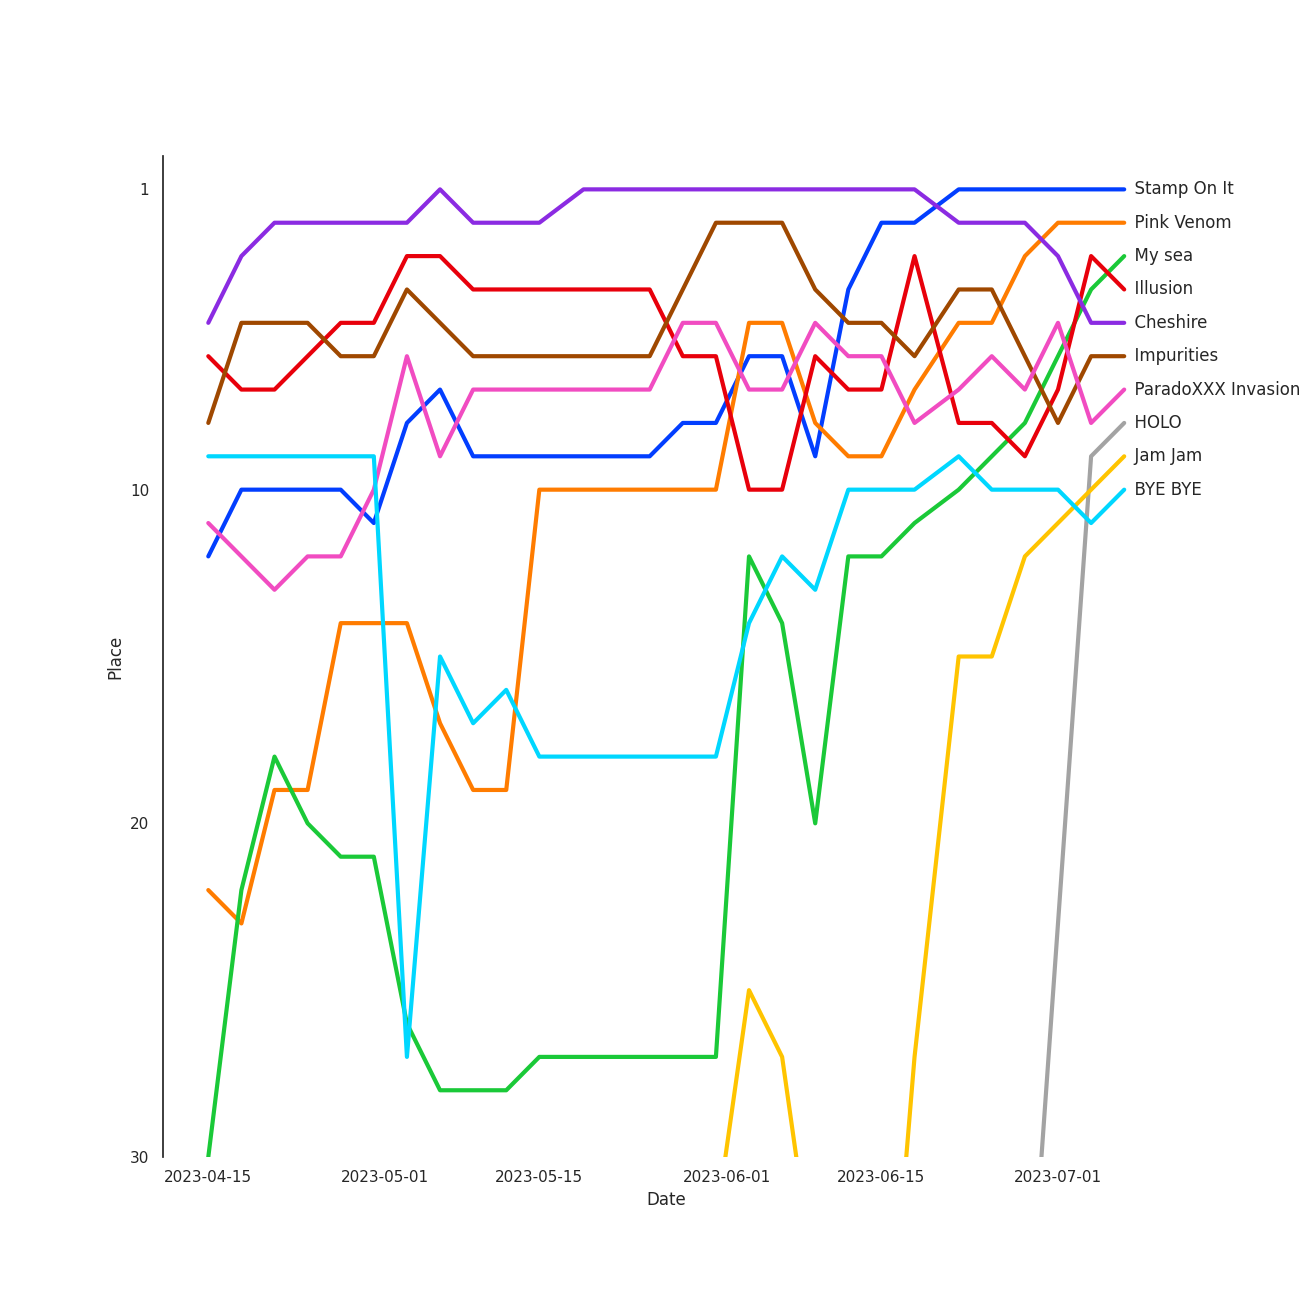 1
Stamp On It
Pink Venom
My sea
Illusion
Cheshire
Impurities
ParadoXXX Invasion
HOLO
Jam Jam
10
BYE BYE
Place
20
30
2023-04-15
2023-05-01
2023-05-15
2023-06-01
2023-06-15
2023-07-01
Date